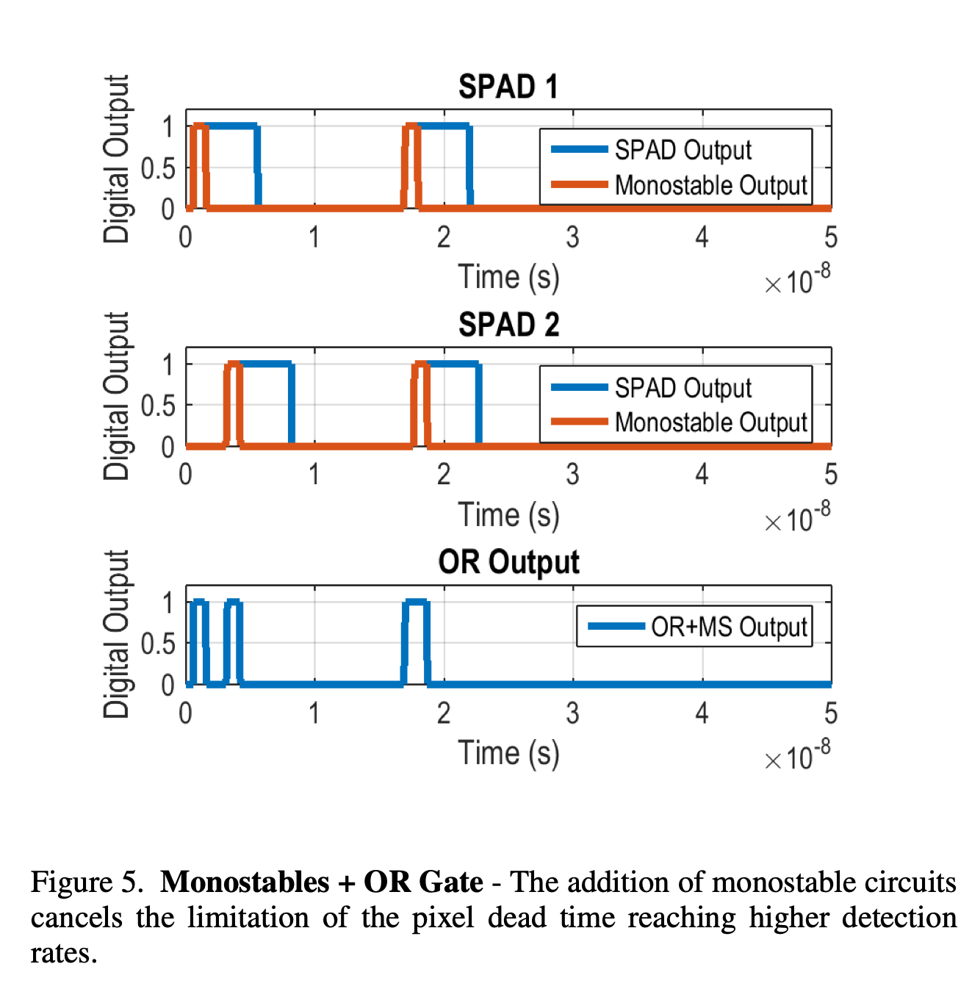 SPAD 1
Digital Output
1
0.5
0
SPAD Output
Monostable Output
0 1 2 3 4 5
Time (s)
×10-8
SPAD 2
Digital Output
1
0.5
0
SPAD Output
Monostable Output
0 1 2 3 4 5
Time (s)
×10-8
OR Output
Digital Output
1
0.5
0
OR+MS Output
0 1 2 3 4 5
Time (s)
×10-8
Figure 5. Monostables + OR Gate - The addition of monostable circuits
cancels the limitation of the pixel dead time reaching higher detection
rates.